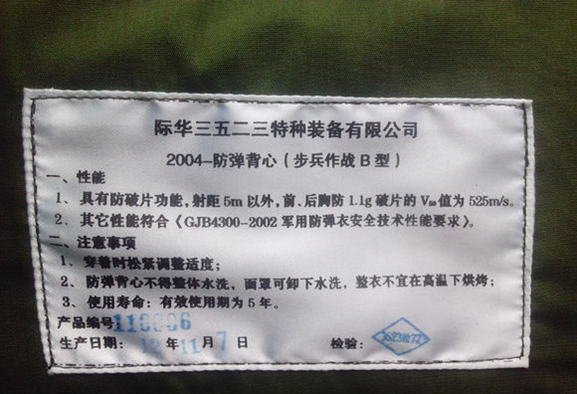 际华三五二三特种装备有限公司
2004-防弹背心（步兵作战B型）
一、性能
1、具有防破片功能，射距5m以外，前、后胸防1.1g破片的V₅₀值为525m/s。
2、其它性能符合《GJB4300-2002军用防弹衣安全技术性能要求》。
二、注意事项
1、穿着时松紧调整适度；
2、防弹背心不得整体水洗，面罩可卸下水洗，整衣不宜在高温下烘烤；
3、使用寿命：有效使用期为5年。
产品编号
生产日期：12年11月7日 检验：